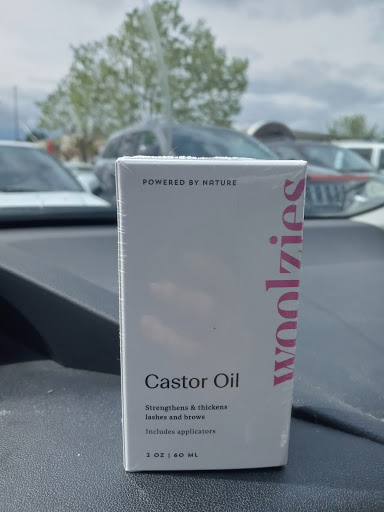 POWERED BY NATURE
woolzies
Castor Oil
Strengthens & thickens
lashes and brows
Includes applicators
2 OZ | 60 ML